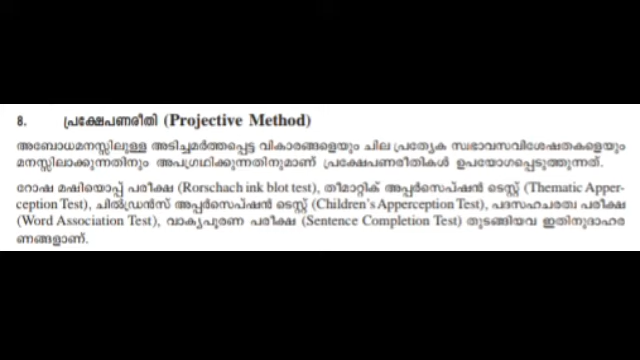 8. പ്രക്ഷേപണരീതി (Projective Method)
അബോധമനസ്സിലുള്ള അടിച്ചമർത്തപ്പെട്ട വികാരങ്ങളെയും ചില പ്രത്യേക സ്വഭാവസവിശേഷതകളെയും
മനസ്സിലാക്കുന്നതിനും അപഗ്രഥിക്കുന്നതിനുമാണ് പ്രക്ഷേപണരീതികൾ ഉപയോഗപ്പെടുത്തുന്നത്.
റോഷ മഷിയൊപ്പ് പരീക്ഷ (Rorschach ink blot test), തീമാറ്റിക് അപ്പർസെപ്ഷൻ ടെസ്റ്റ് (Thematic Apper-
ception Test), ചിൽഡ്രൻസ് അപ്പർസെപ്ഷൻ ടെസ്റ്റ് (Children's Apperception Test), പദസഹചരത്വ പരീക്ഷ
(Word Association Test), വാക്യപൂരണ പരീക്ഷ (Sentence Completion Test) തുടങ്ങിയവ ഇതിനുദാഹര
ണങ്ങളാണ്.